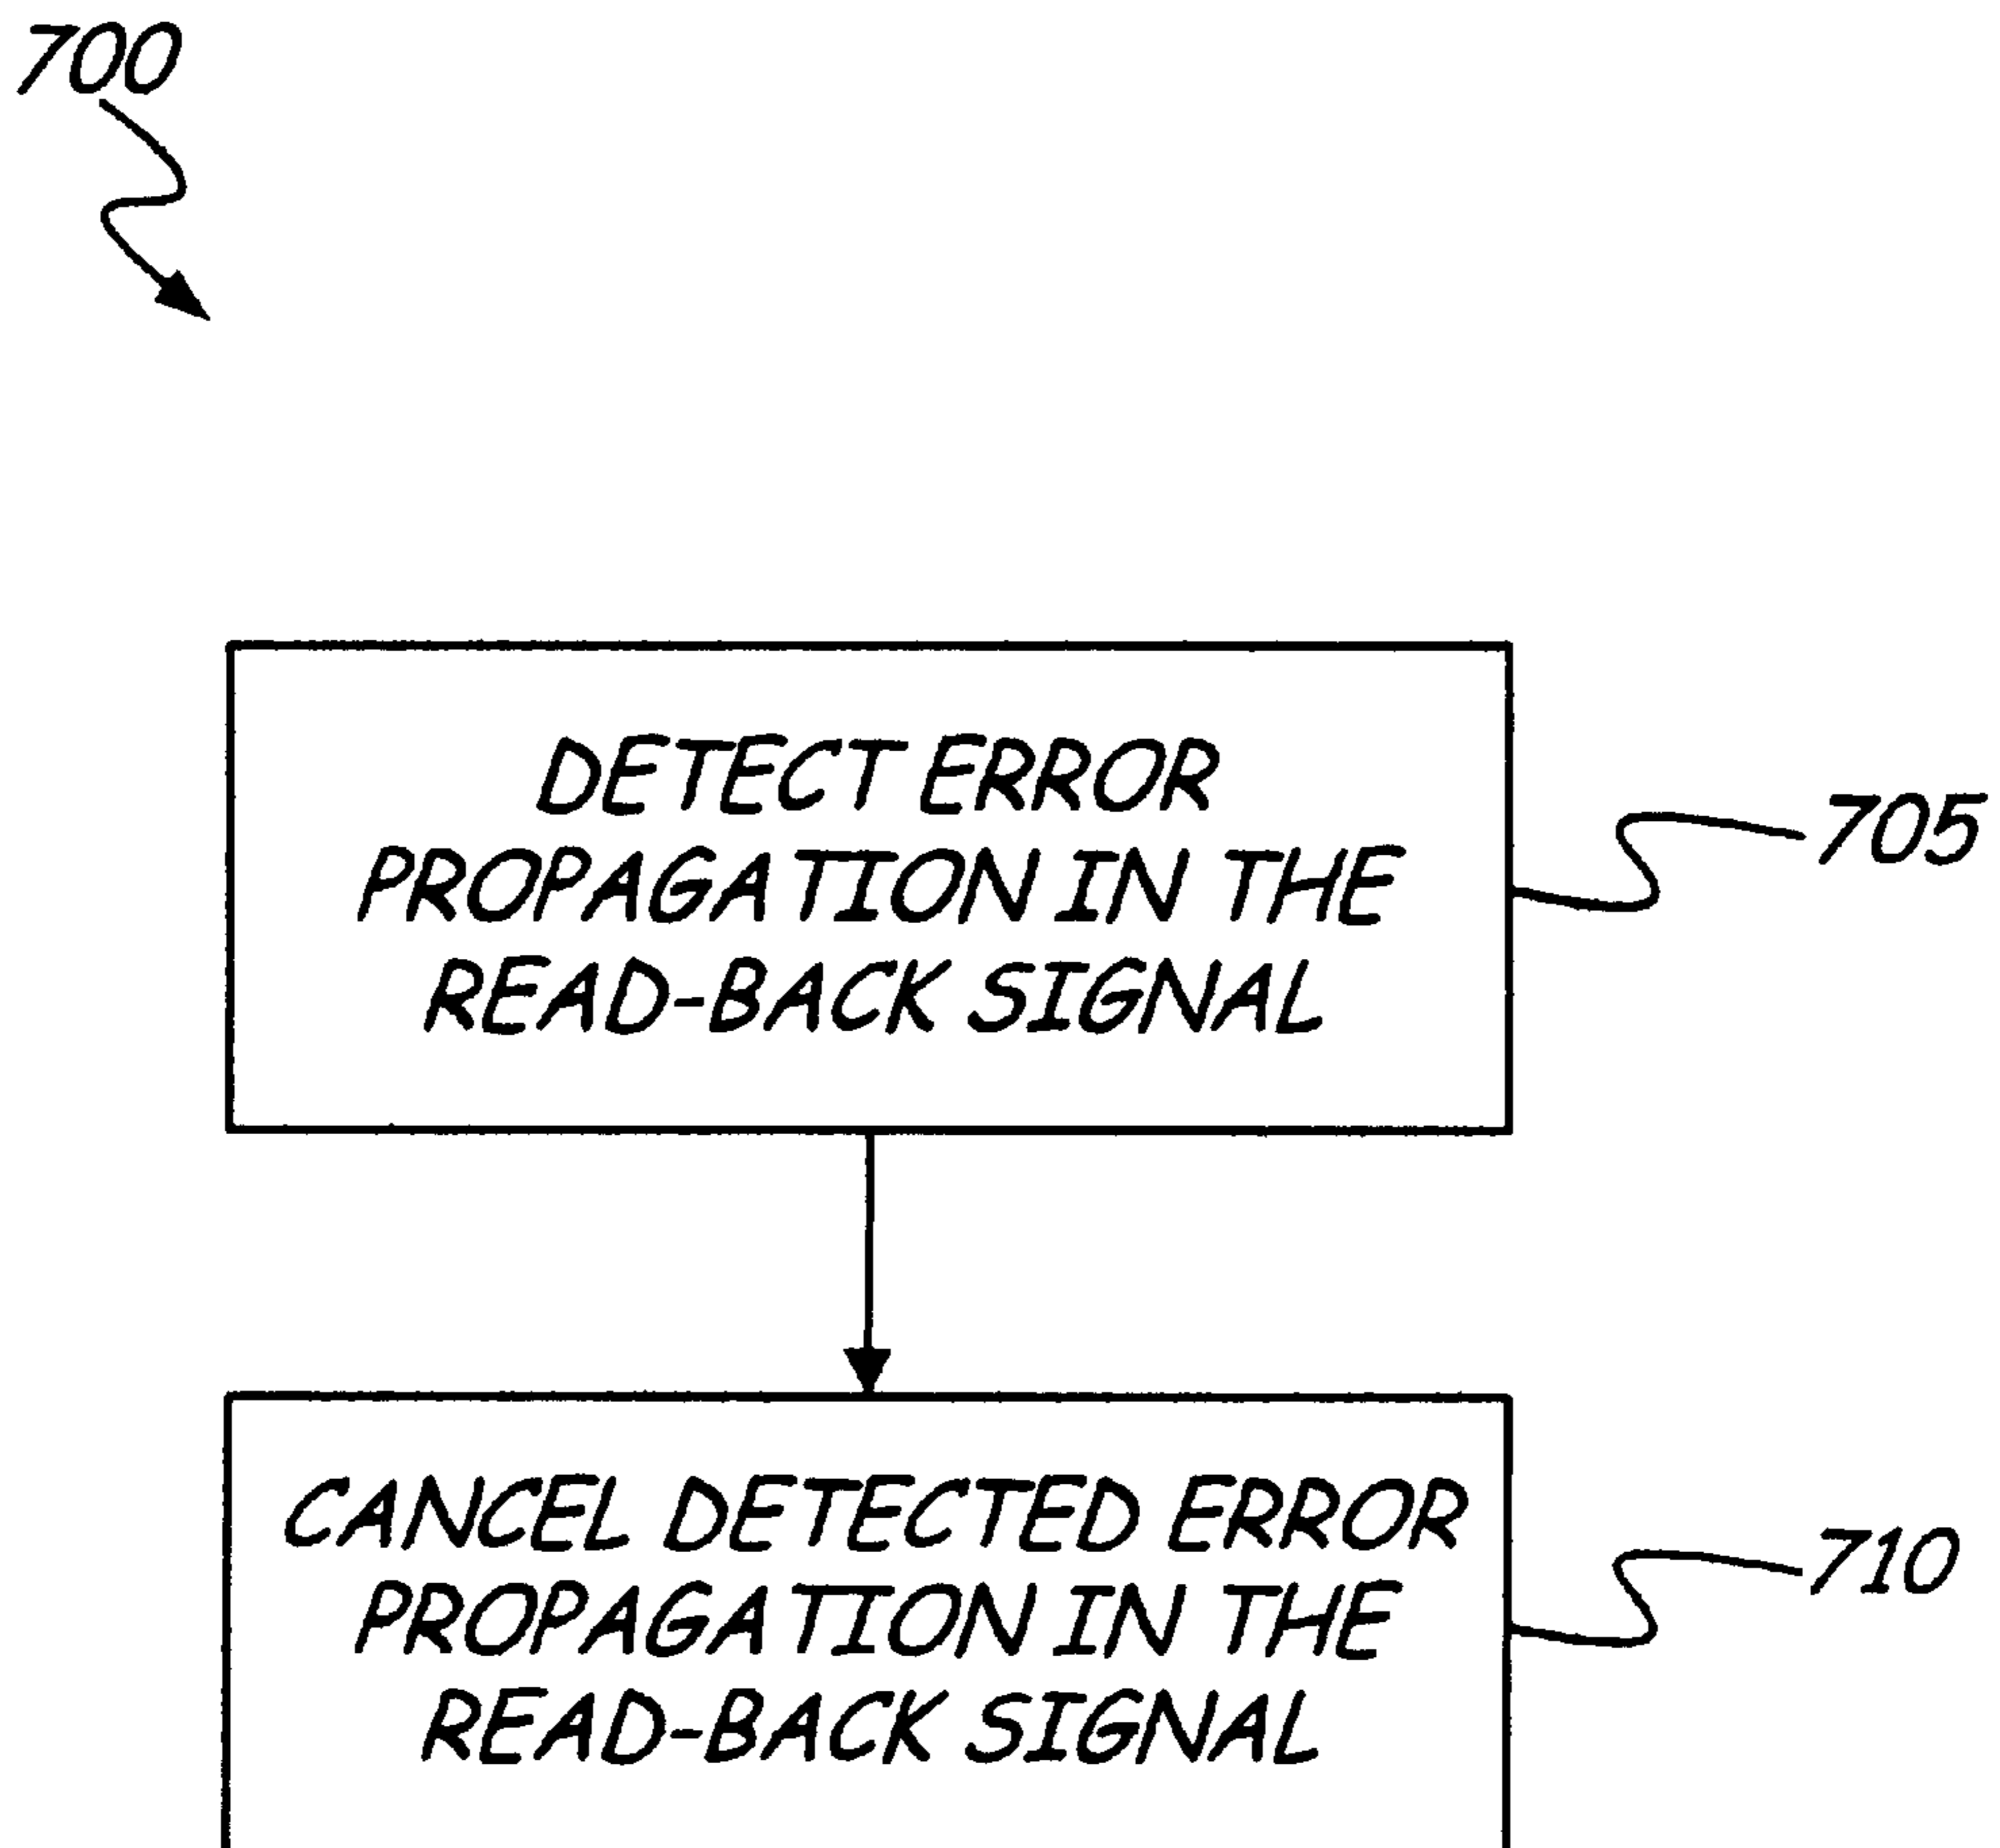 700
DETECT ERROR
PROPAGATION IN THE
READ-BACK SIGNAL
705
CANCEL DETECTED ERROR
PROPAGATION IN THE
READ-BACK SIGNAL
710